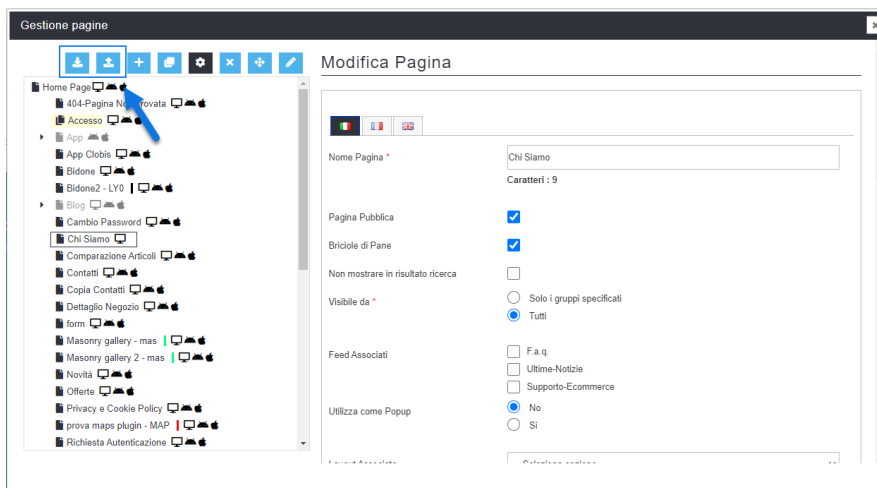 Gestione pagine
Modifica Pagina
Home Page
404-Pagina Non Trovata
Accesso
App
App Clobis
Bidone
Bidone2 - LY0
Blog
Cambio Password
Chi Siamo
Comparazione Articoli
Contatti
Copia Contatti
Dettaglio Negozio
form
Masonry gallery - mas
Masonry gallery 2 - mas
Novità
Offerte
Privacy e Cookie Policy
prova maps plugin - MAP
Richiesta Autenticazione
Nome Pagina *
Chi Siamo
Caratteri : 9
Pagina Pubblica
Briciole di Pane
Non mostrare in risultato ricerca
Visibile da *
Solo i gruppi specificati
Tutti
Feed Associati
F.a.q.
Ultime-Notizie
Supporto-Ecommerce
Utilizza come Popup
No
Si